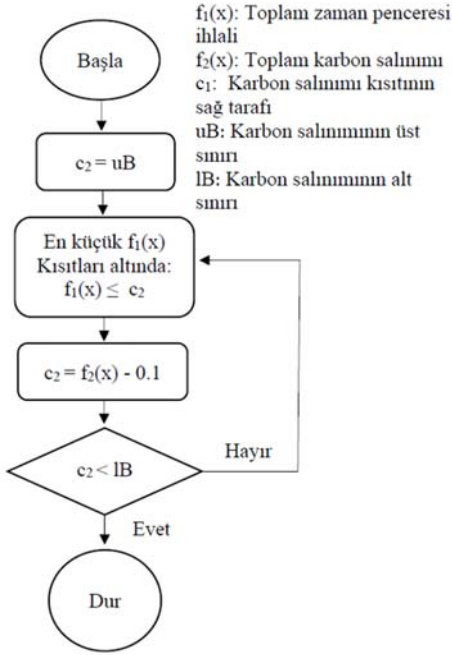 f₁(x): Toplam zaman penceresi
ihlali
f₂(x): Toplam karbon salınımı
c₁: Karbon salınımı kısıtının
sağ tarafı
uB: Karbon salınımının üst
sınırı
lB: Karbon salınımının alt
sınırı
Başla
c₂ = uB
En küçük f₁(x)
Kısıtları altında:
f₁(x) ≤ c₂
c₂ = f₂(x) - 0.1
c₂ < lB
Hayır
Evet
Dur